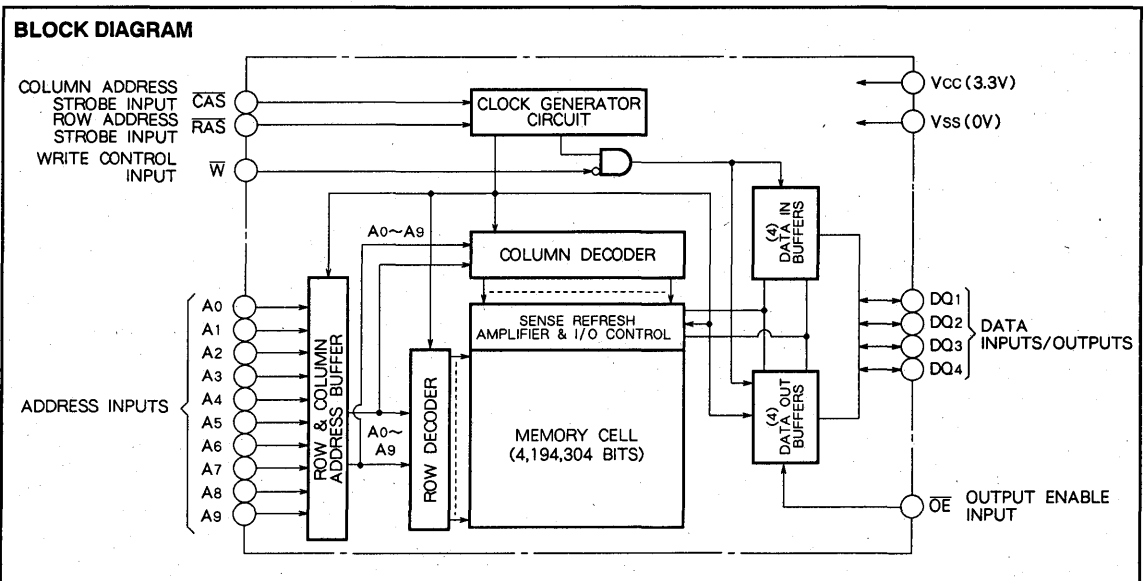 BLOCK DIAGRAM
COLUMN ADDRESS
STROBE INPUT CAS
ROW ADDRESS
STROBE INPUT RAS
WRITE CONTROL
INPUT W
CLOCK GENERATOR
CIRCUIT
VCC (3.3V)
VSS (0V)
A0~A9
COLUMN DECODER
(4)
DATA IN
BUFFERS
SENSE REFRESH
AMPLIFIER & I/O CONTROL
ADDRESS INPUTS
A0
A1
A2
A3
A4
A5
A6
A7
A8
A9
ROW & COLUMN
ADDRESS BUFFER
A0~
A9
ROW DECODER
MEMORY CELL
(4,194,304 BITS)
(4)
DATA OUT
BUFFERS
DQ1
DQ2
DQ3
DQ4
DATA
INPUTS/OUTPUTS
OE OUTPUT ENABLE
INPUT